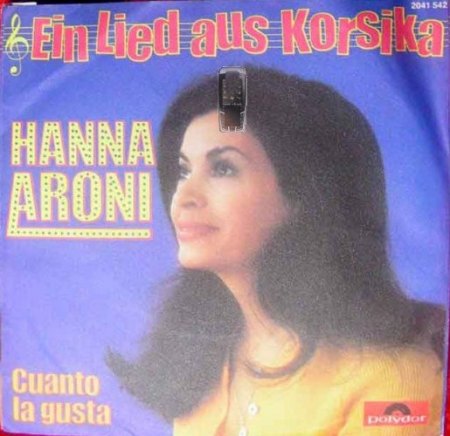 2041 542
Ein Lied aus Korsika
HANNA
ARONI
Cuanto
la gusta
Polydor